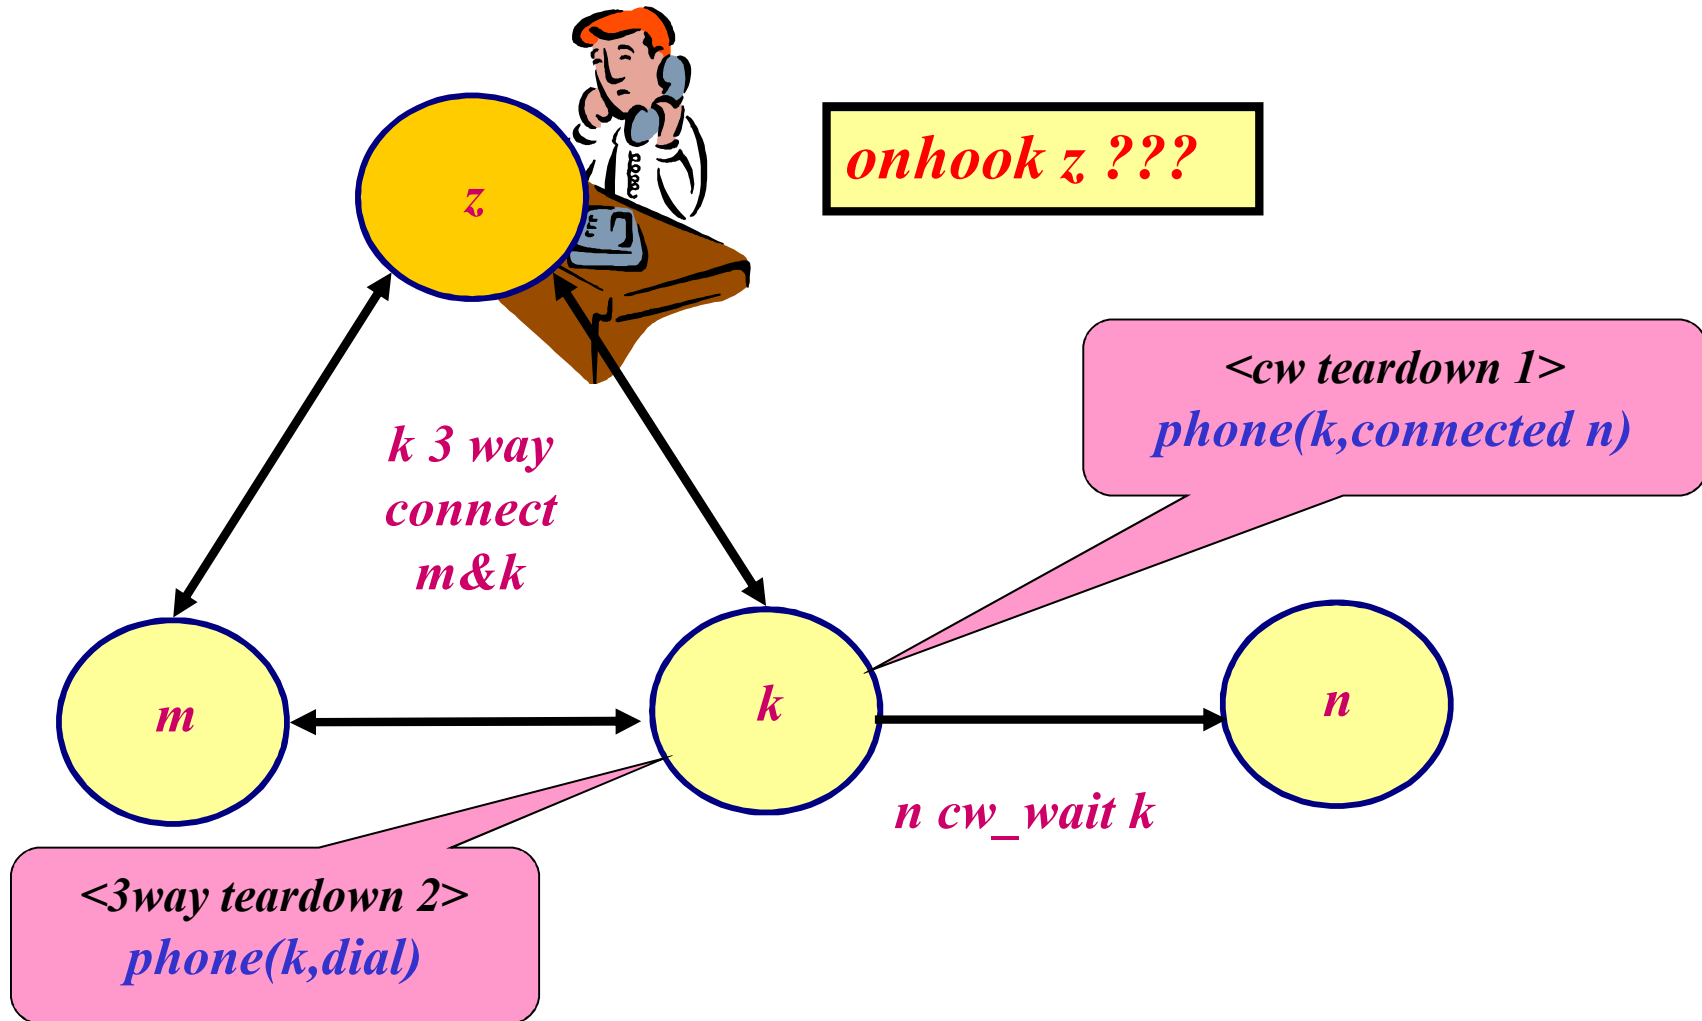 z
onhook z ???
<cw teardown 1>
phone(k,connected n)
k 3 way
connect
m&k
m
k
n
n cw_wait k
<3way teardown 2>
phone(k,dial)